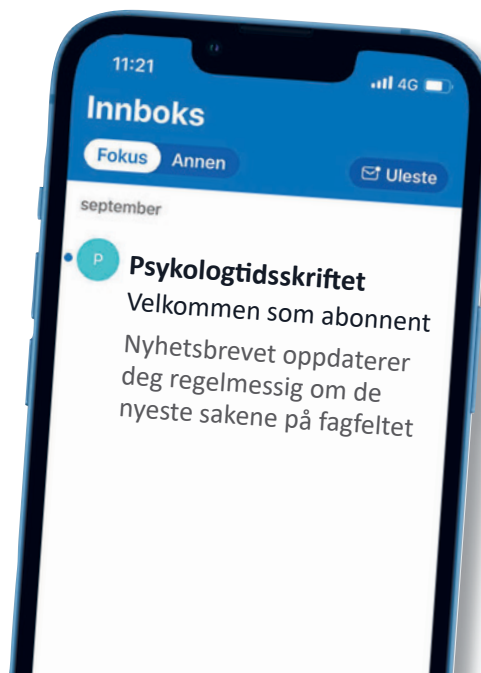 11:21
4G
Innboks
Fokus Annen Uleste
september
P
Psykologtidsskriftet
Velkommen som abonnent
Nyhetsbrevet oppdaterer
deg regelmessig om de
nyeste sakene på fagfeltet